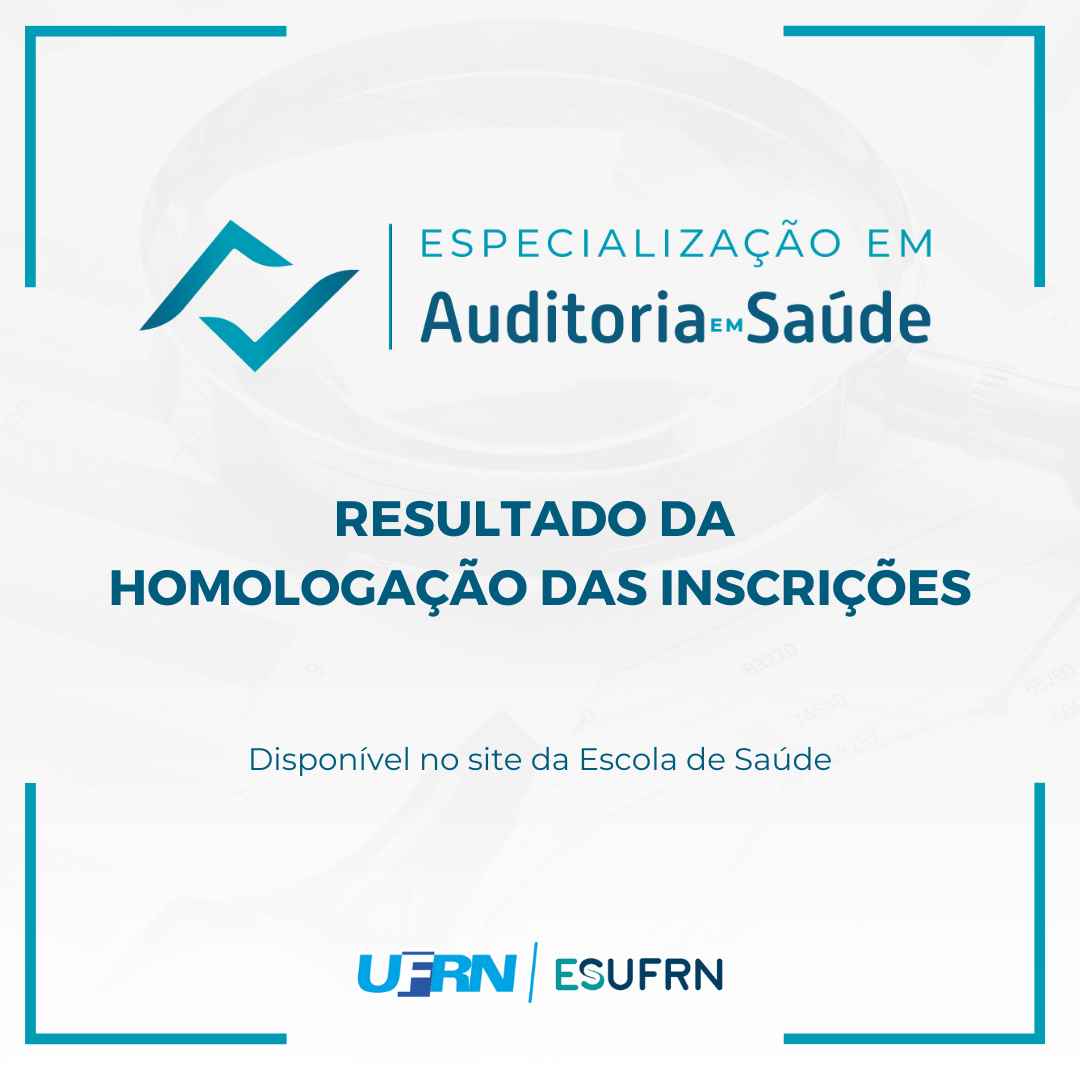 ESPECIALIZAÇÃO EM
Auditoria EM Saúde
RESULTADO DA
HOMOLOGAÇÃO DAS INSCRIÇÕES
Disponível no site da Escola de Saúde
UFRN ESUFRN